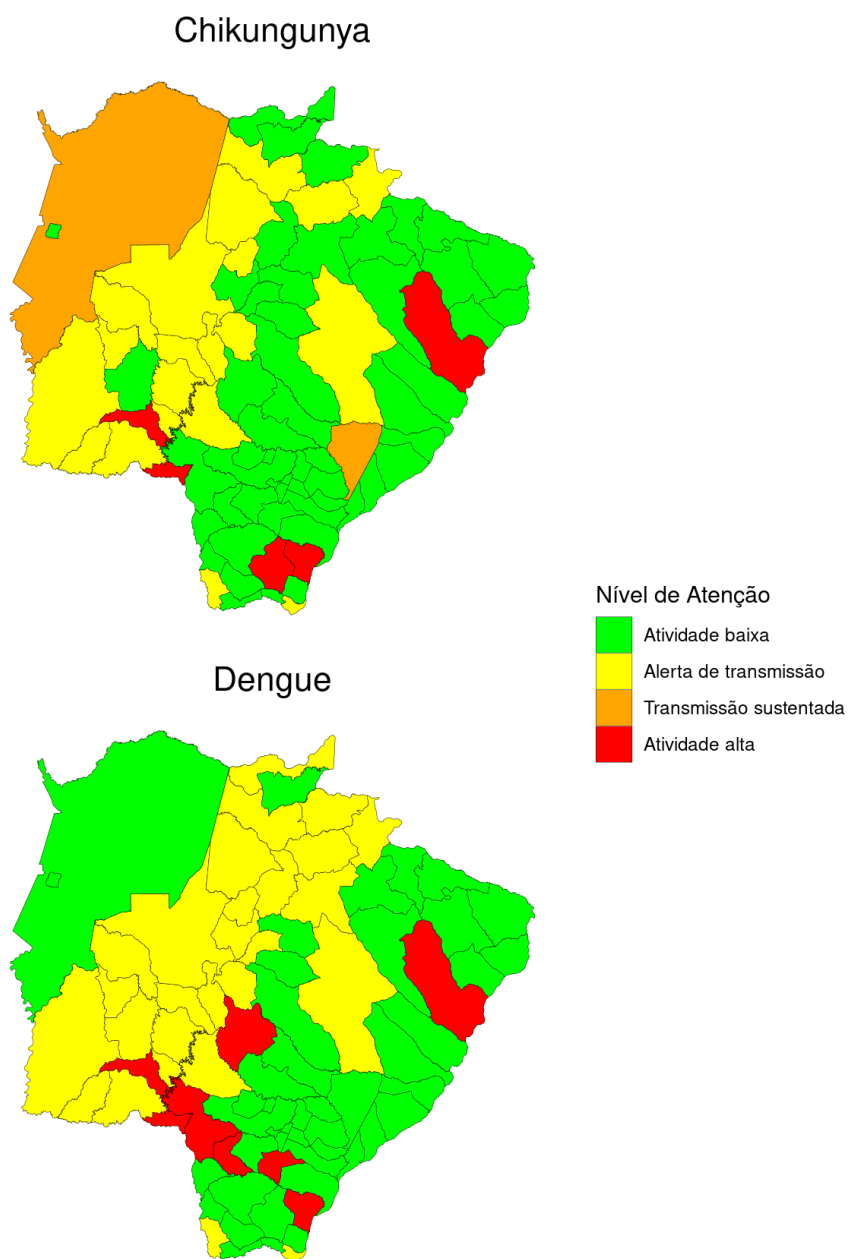 Chikungunya
Nível de Atenção
Atividade baixa
Alerta de transmissão
Transmissão sustentada
Atividade alta
Dengue